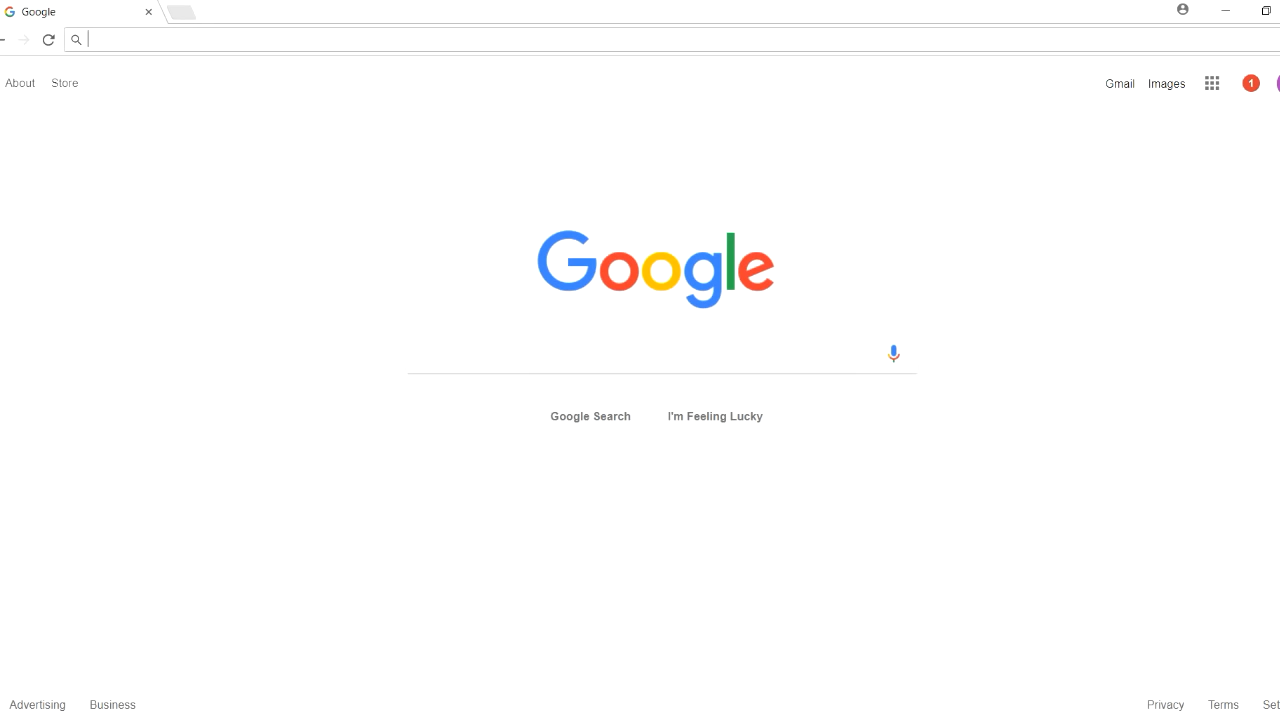 Google
About Store
Gmail Images 1
Google
Google Search I'm Feeling Lucky
Advertising Business
Privacy Terms